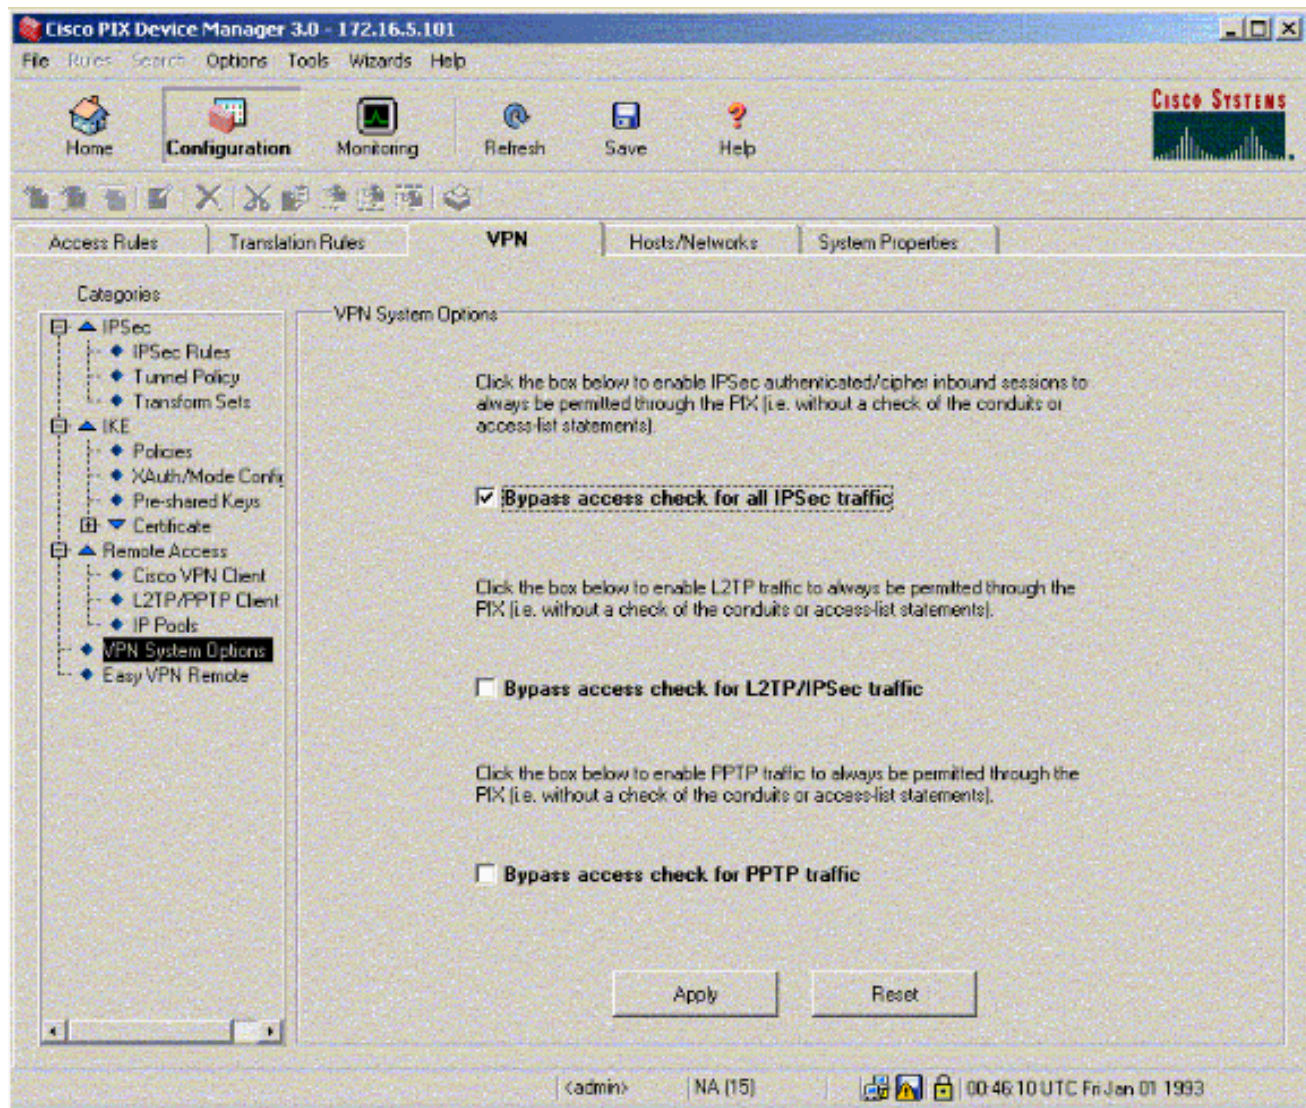 Cisco PIX Device Manager 3.0 - 172.16.5.101
File Rules Search Options Tools Wizards Help
Home Configuration Monitoring Refresh Save Help
CISCO SYSTEMS
Access Rules Translation Rules VPN Hosts/Networks System Properties
Categories
IPSec
IPSec Rules
Tunnel Policy
Transform Sets
IKE
Policies
XAuth/Mode Config
Pre-shared Keys
Certificate
Remote Access
Cisco VPN Client
L2TP/PPTP Client
IP Pools
VPN System Options
Easy VPN Remote
VPN System Options
Click the box below to enable IPSec authenticated/cipher inbound sessions to
always be permitted through the PIX (i.e. without a check of the conduits or
access-list statements).
Bypass access check for all IPSec traffic
Click the box below to enable L2TP traffic to always be permitted through the
PIX (i.e. without a check of the conduits or access-list statements).
Bypass access check for L2TP/IPSec traffic
Click the box below to enable PPTP traffic to always be permitted through the
PIX (i.e. without a check of the conduits or access-list statements).
Bypass access check for PPTP traffic
Apply Reset
<admin> NA (15) 00:46:10 UTC Fri Jan 01 1993